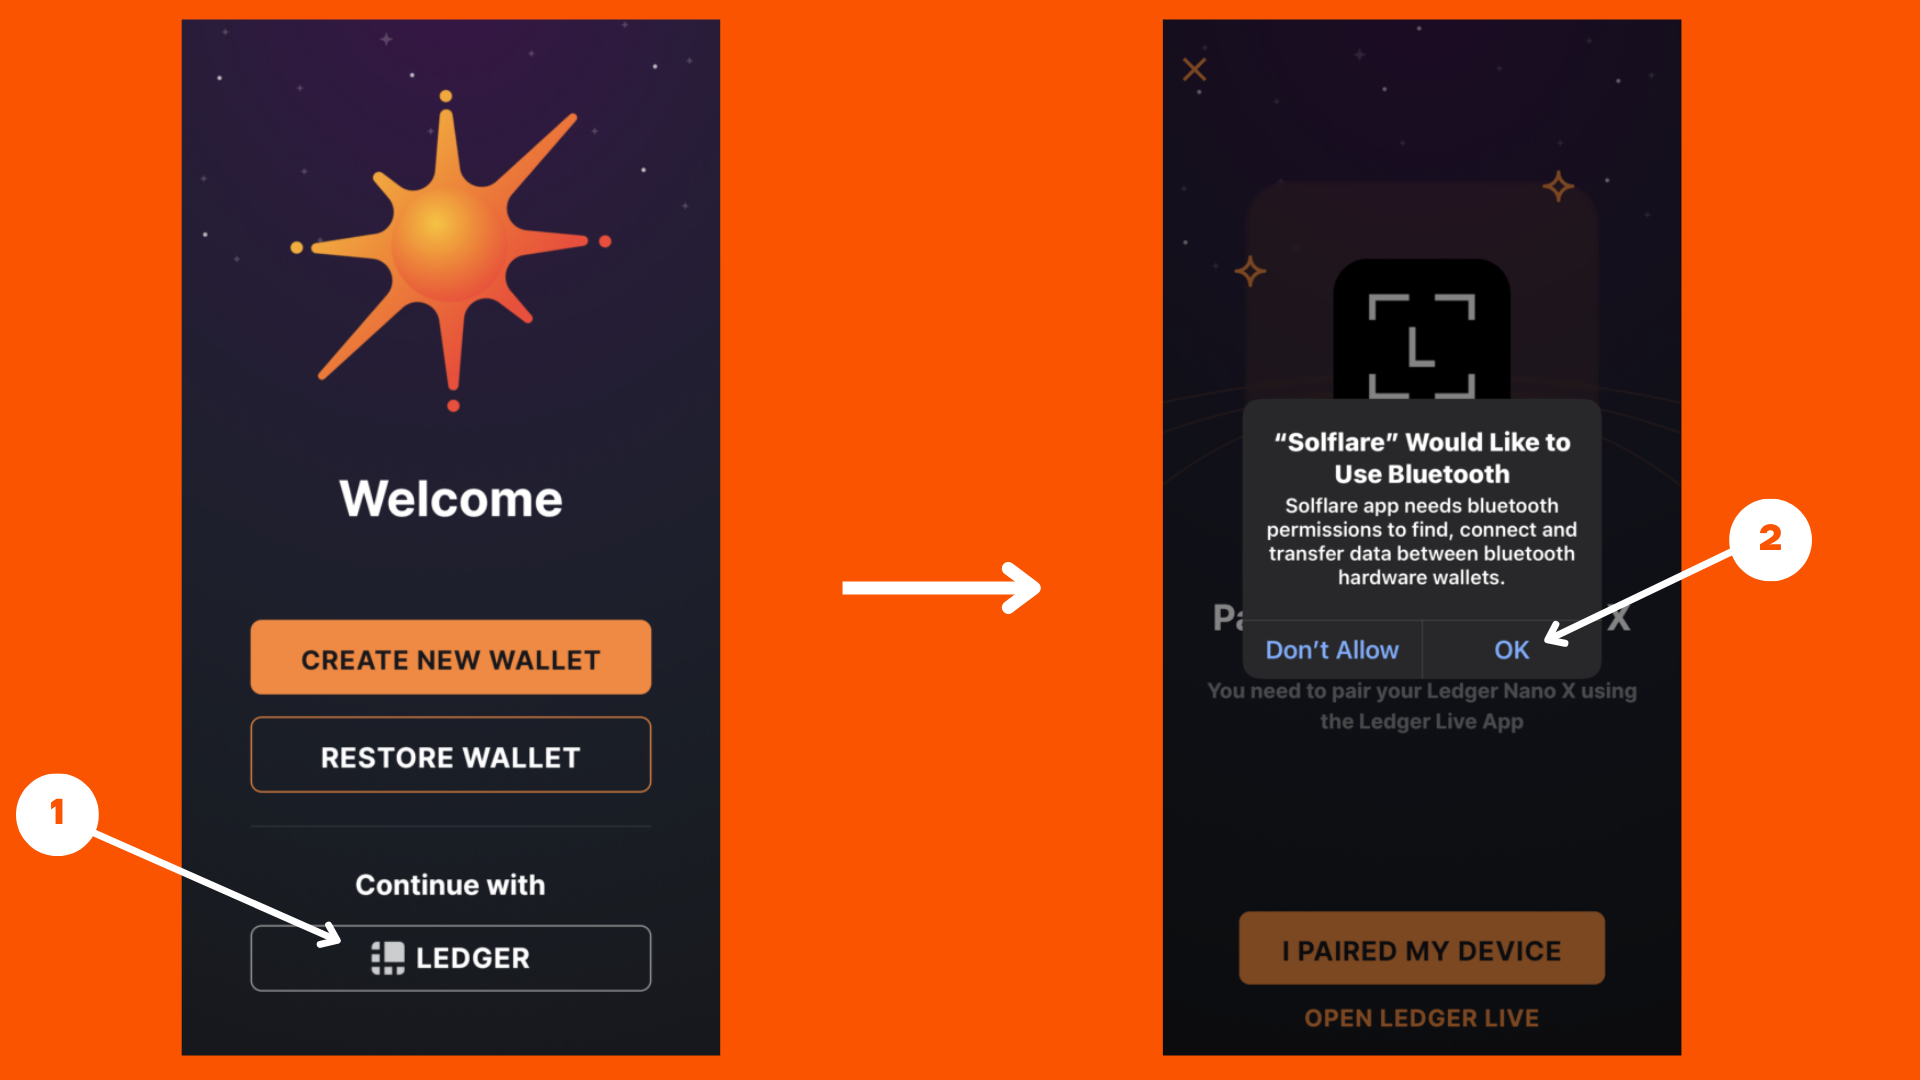 Welcome
CREATE NEW WALLET
RESTORE WALLET
1
Continue with
LEDGER
L
“Solflare” Would Like to
Use Bluetooth
Solflare app needs bluetooth
permissions to find, connect and
transfer data between bluetooth
hardware wallets.
2
X
Don’t Allow
OK
You need to pair your Ledger Nano X using
the Ledger Live App
I PAIRED MY DEVICE
OPEN LEDGER LIVE